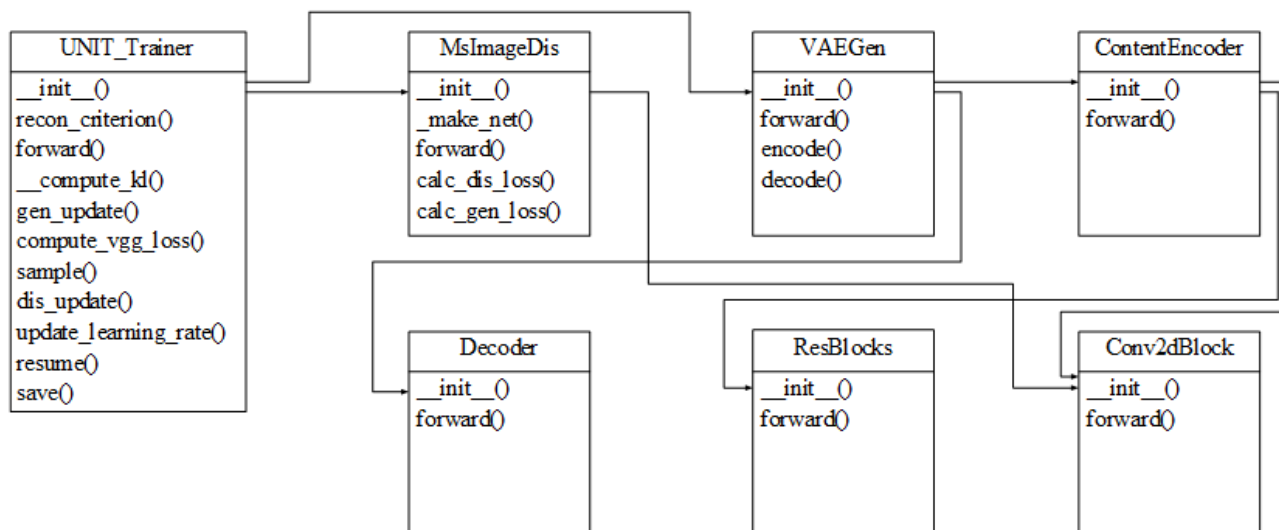 UNIT_Trainer
__init__()
recon_criterion()
forward()
__compute_kl()
gen_update()
compute_vgg_loss()
sample()
dis_update()
update_learning_rate()
resume()
save()
MsImageDis
__init__()
_make_net()
forward()
calc_dis_loss()
calc_gen_loss()
VAEGen
__init__()
forward()
encode()
decode()
ContentEncoder
__init__()
forward()
Decoder
__init__()
forward()
ResBlocks
__init__()
forward()
Conv2dBlock
__init__()
forward()